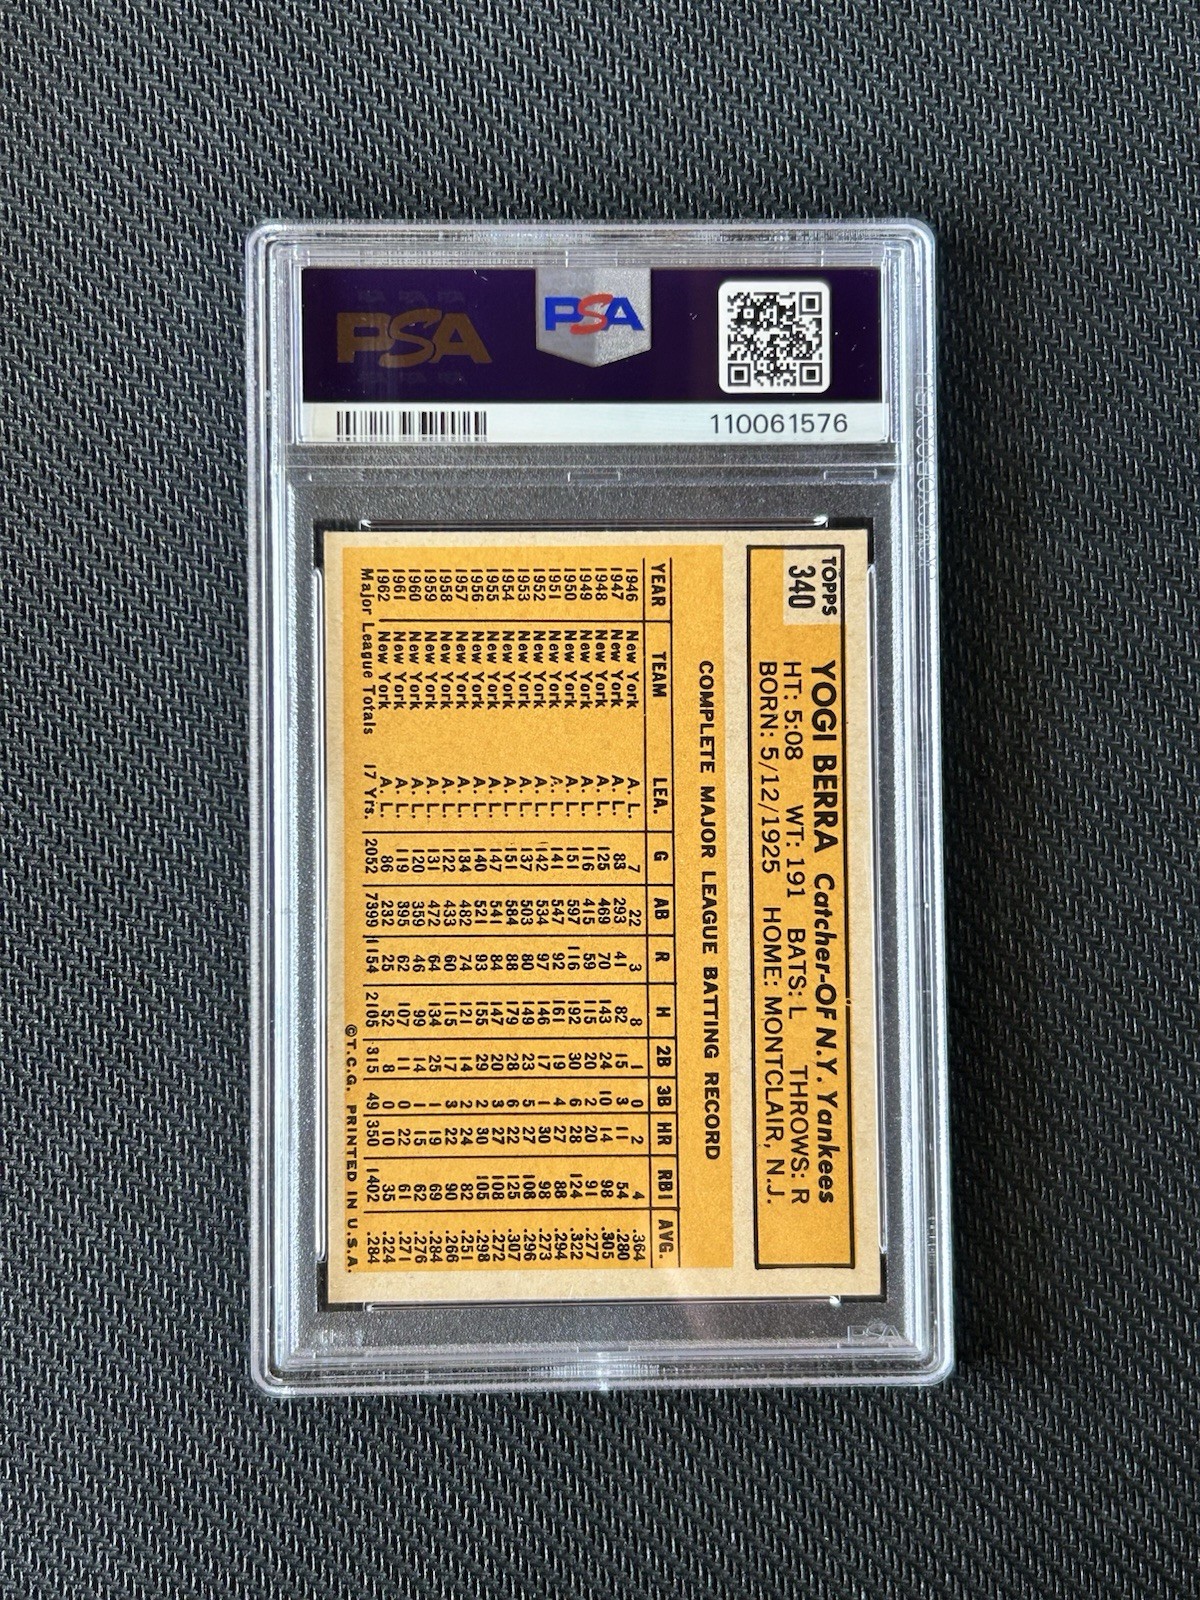 PSA
PSA
110061576
TOPPS
340
YOGI BERRA Catcher-OF N.Y. Yankees
HT: 5:08 WT: 191 BATS: L THROWS: R
BORN: 5/12/1925 HOME: MONTCLAIR, N.J.
COMPLETE MAJOR LEAGUE BATTING RECORD
YEAR TEAM LEA. G AB R H 2B 3B HR RBI AVG.
1946 New York A. L. 7 22 3 8 1 0 2 4 .364
1947 New York A. L. 83 293 41 82 15 3 11 54 .280
1948 New York A. L. 125 469 70 143 24 10 14 98 .305
1949 New York A. L. 116 415 59 115 20 2 20 91 .277
1950 New York A. L. 151 597 116 192 30 6 28 124 .322
1951 New York A. L. 141 547 92 161 19 4 27 88 .294
1952 New York A. L. 142 534 97 146 17 1 30 98 .273
1953 New York A. L. 137 503 80 149 23 5 27 108 .296
1954 New York A. L. 151 584 88 179 28 6 22 125 .307
1955 New York A. L. 147 541 84 147 20 3 27 108 .272
1956 New York A. L. 140 521 93 155 29 2 30 105 .298
1957 New York A. L. 134 482 74 121 14 2 24 82 .251
1958 New York A. L. 122 433 60 115 17 3 22 90 .266
1959 New York A. L. 131 472 64 134 25 1 19 69 .284
1960 New York A. L. 120 359 46 99 14 1 15 62 .276
1961 New York A. L. 119 395 62 107 11 0 22 61 .271
1962 New York A. L. 86 232 25 52 8 0 10 35 .224
Major League Totals 17 Yrs. 2052 7399 1154 2105 315 49 350 1402 .284
©T.C.G. PRINTED IN U.S.A.
PSA